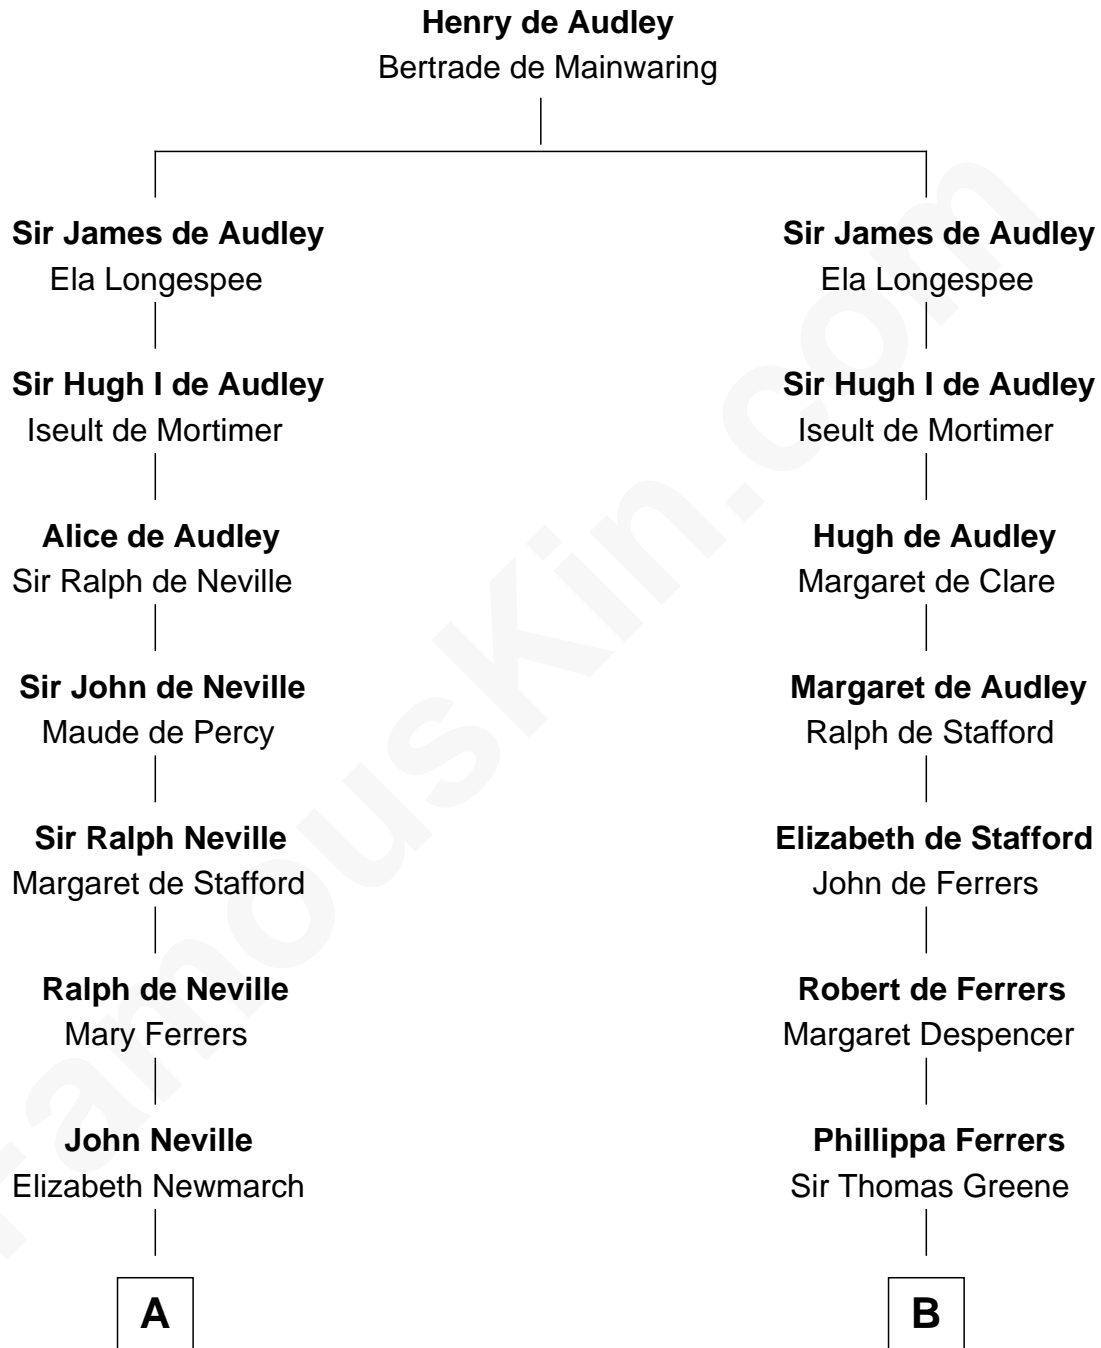 Henry de Audley
Bertrade de Mainwaring
Sir James de Audley
Ela Longespee
Sir Hugh I de Audley
Iseult de Mortimer
Alice de Audley
Sir Ralph de Neville
Sir John de Neville
Maude de Percy
Sir Ralph Neville
Margaret de Stafford
Ralph de Neville
Mary Ferrers
John Neville
Elizabeth Newmarch
A
Sir James de Audley
Ela Longespee
Sir Hugh I de Audley
Iseult de Mortimer
Hugh de Audley
Margaret de Clare
Margaret de Audley
Ralph de Stafford
Elizabeth de Stafford
John de Ferrers
Robert de Ferrers
Margaret Despencer
Phillippa Ferrers
Sir Thomas Greene
B
FamousKin.com